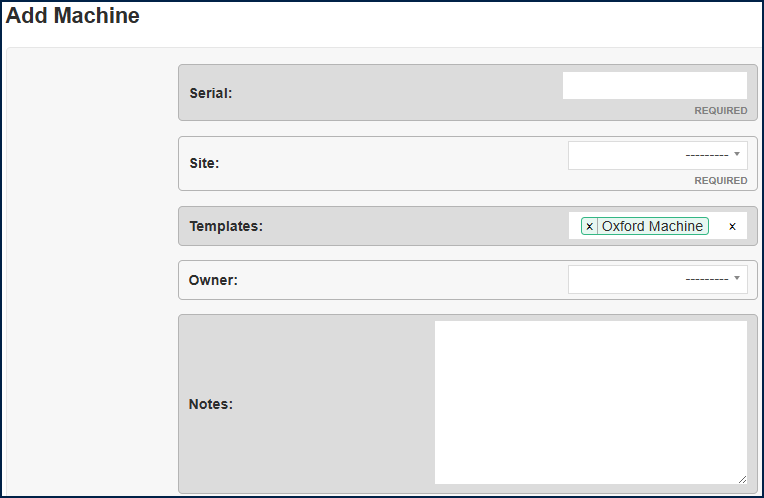 Add Machine
Serial:
REQUIRED
Site:
---------
REQUIRED
Templates:
× Oxford Machine ×
Owner:
---------
Notes: